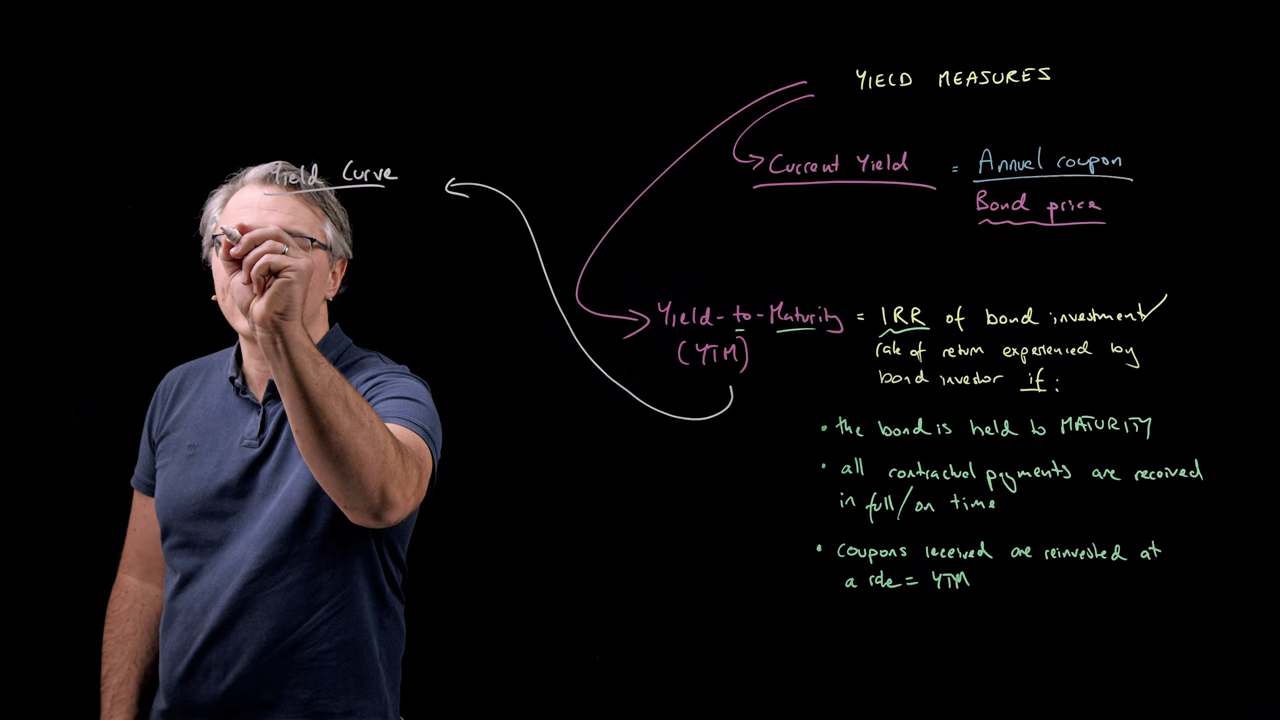 YIELD MEASURES
Current Yield = Annual coupon
Bond price
Yield Curve
Yield-to-Maturity = IRR of bond investment
(YTM)
rate of return experienced by
bond investor if:
• the bond is held to MATURITY
• all contractual payments are received
in full/on time
• coupons received are reinvested at
a rate = YTM